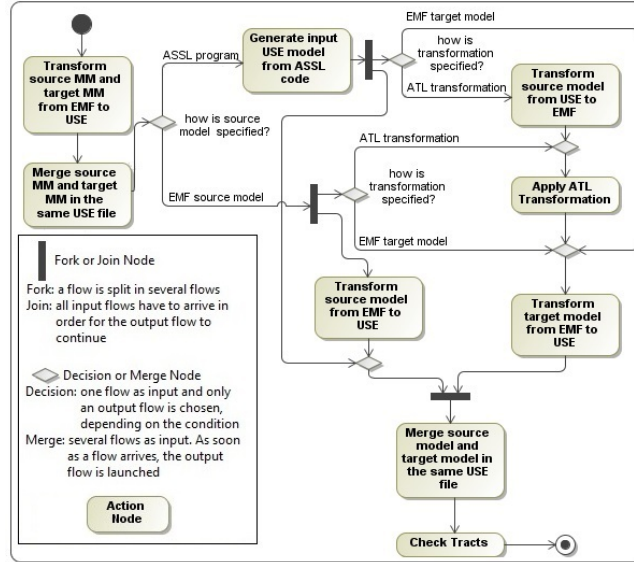 EMF target model
Transform
source MM and
target MM
from EMF to
USE
ASSL program
Generate input
USE model
from ASSL
code
how is
transformation
specified?
Transform
source model
from USE to
EMF
ATL transformation
how is source
model specified?
ATL transformation
Merge source
MM and target
MM in the
same USE file
how is
transformation
specified?
Apply ATL
Transformation
EMF source model
EMF target model
Fork or Join Node
Fork: a flow is split in several flows
Join: all input flows have to arrive in
order for the output flow to
continue
Transform
source model
from EMF to
USE
Transform
target model
from EMF to
USE
Decision or Merge Node
Decision: one flow as input and only
an output flow is chosen,
depending on the condition
Merge: several flows as input. As soon
as a flow arrives, the output
flow is launched
Action
Node
Merge source
model and
target model in
the same USE
file
Check Tracts